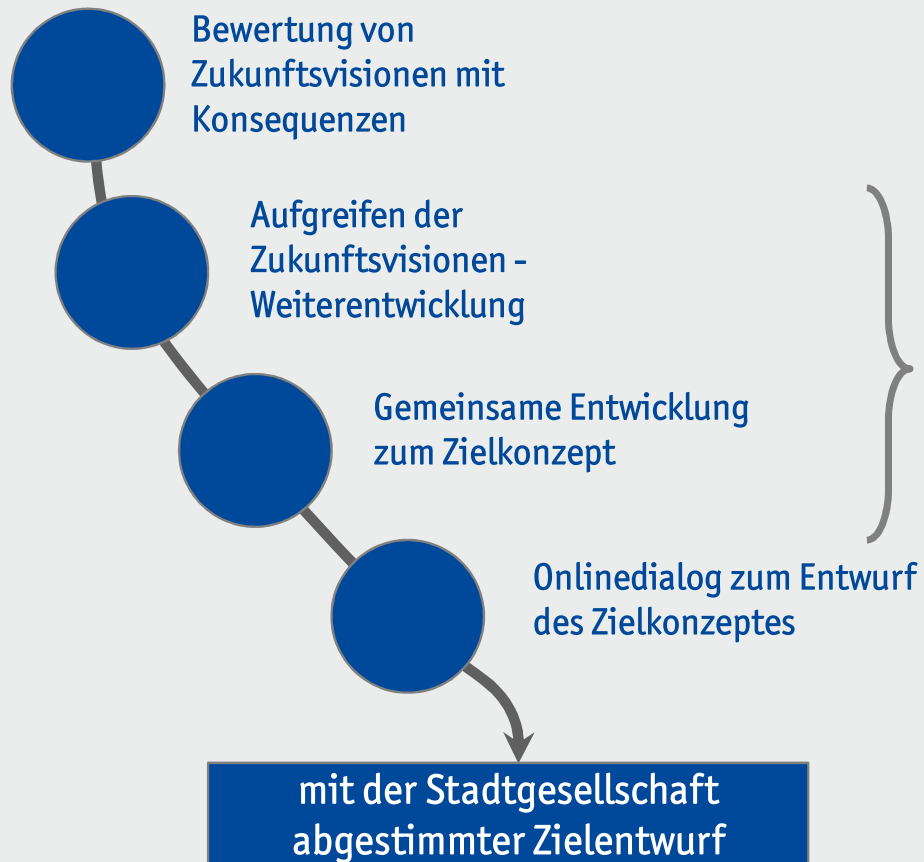 Bewertung von
Zukunftsvisionen mit
Konsequenzen
Aufgreifen der
Zukunftsvisionen -
Weiterentwicklung
Gemeinsame Entwicklung
zum Zielkonzept
Onlinedialog zum Entwurf
des Zielkonzeptes
mit der Stadtgesellschaft
abgestimmter Zielentwurf